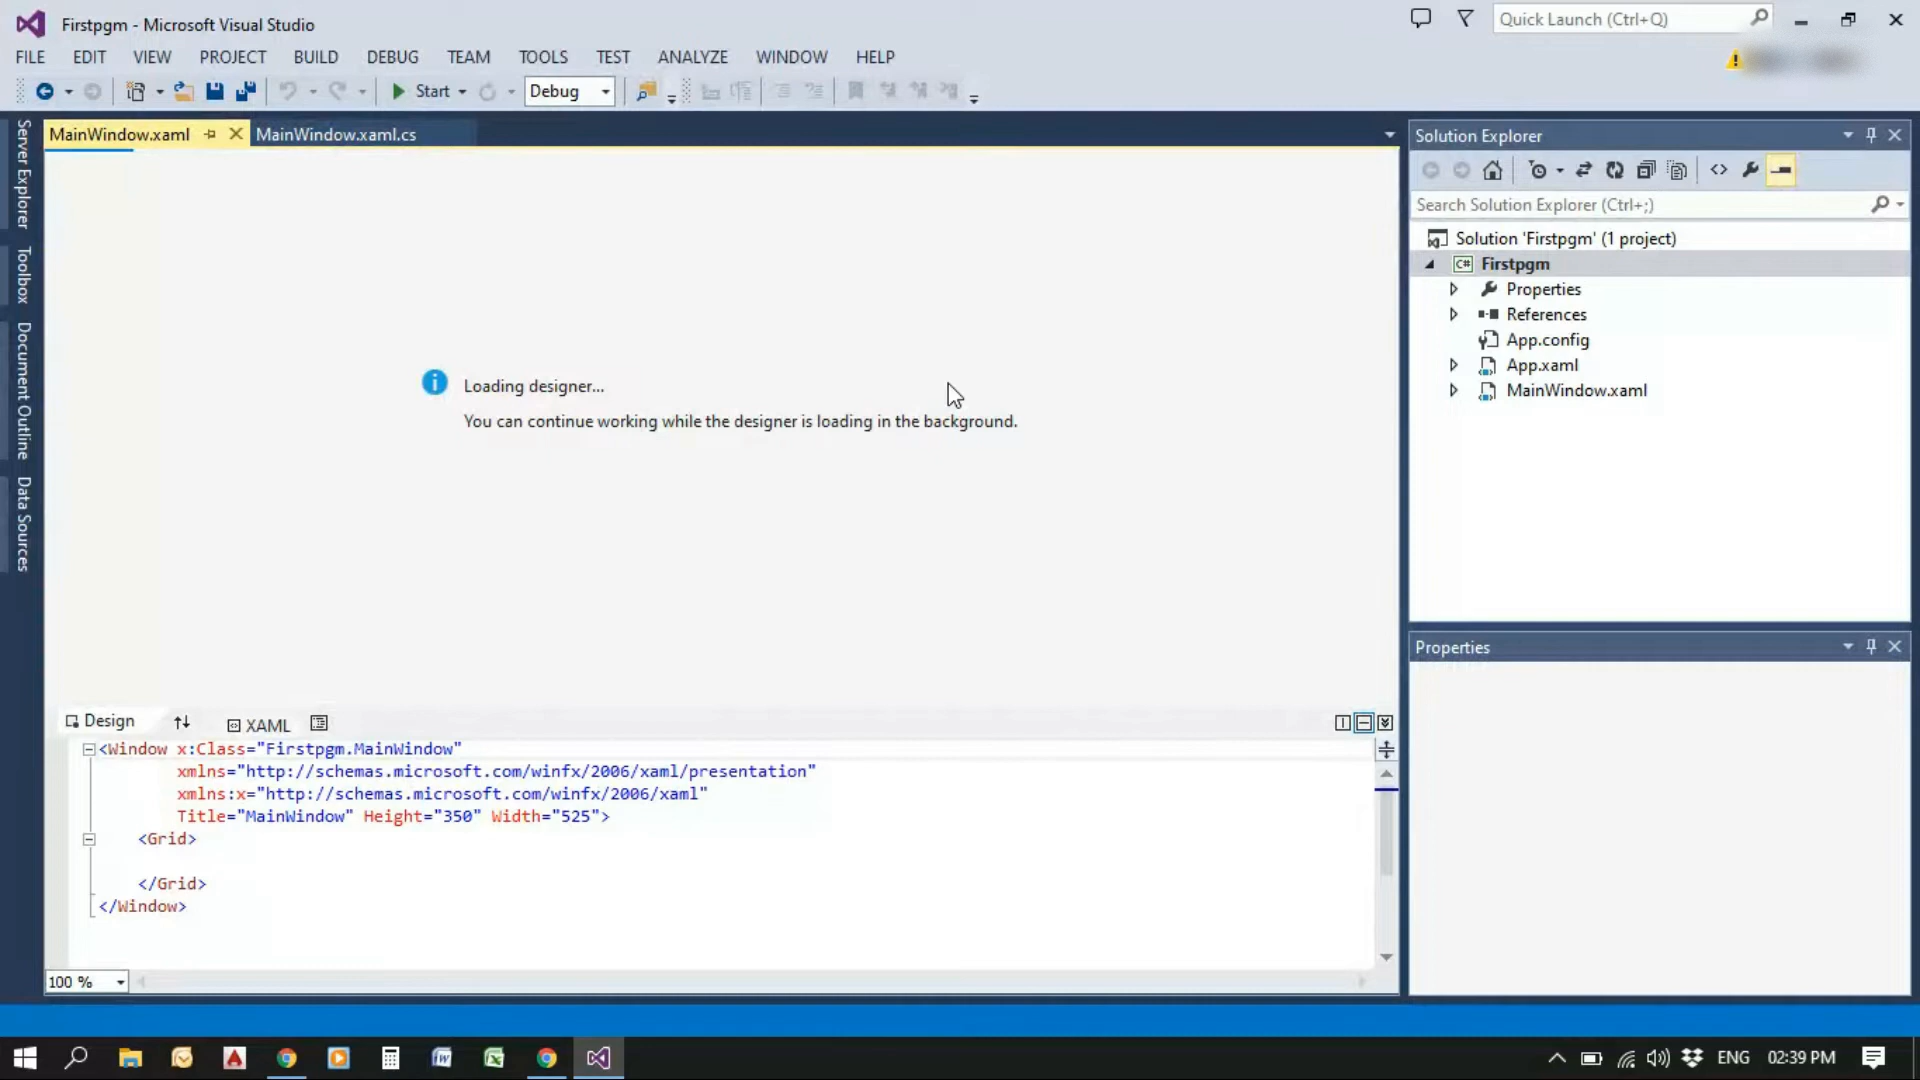 Firstpgm - Microsoft Visual Studio
Quick Launch (Ctrl+Q)
FILE EDIT VIEW PROJECT BUILD DEBUG TEAM TOOLS TEST ANALYZE WINDOW HELP
Start Debug
MainWindow.xaml MainWindow.xaml.cs
Server Explorer
Toolbox
Document Outline
Data Sources
Loading designer...
You can continue working while the designer is loading in the background.
Design XAML
<Window x:Class="Firstpgm.MainWindow"
xmlns="http://schemas.microsoft.com/winfx/2006/xaml/presentation"
xmlns:x="http://schemas.microsoft.com/winfx/2006/xaml"
Title="MainWindow" Height="350" Width="525">
<Grid>
</Grid>
</Window>
100 %
Solution Explorer
Search Solution Explorer (Ctrl+;)
Solution 'Firstpgm' (1 project)
C# Firstpgm
Properties
References
App.config
App.xaml
MainWindow.xaml
Properties
ENG 02:39 PM